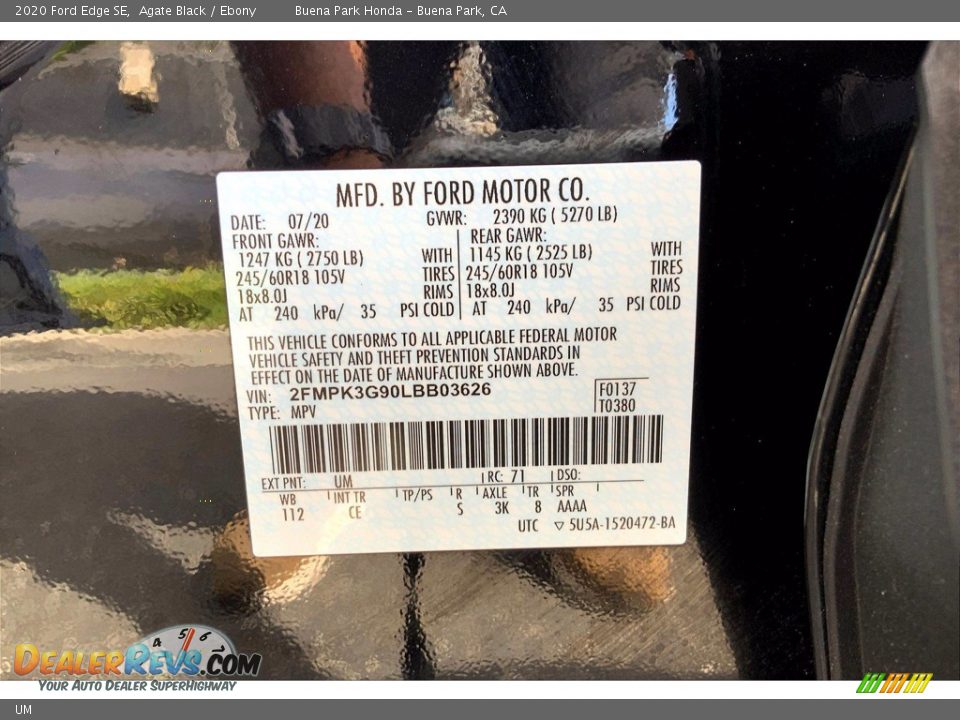 2020 Ford Edge SE, Agate Black / Ebony Buena Park Honda - Buena Park, CA
MFD. BY FORD MOTOR CO.
DATE: 07/20 GVWR: 2390 KG ( 5270 LB)
FRONT GAWR: REAR GAWR:
1247 KG ( 2750 LB) WITH 1145 KG ( 2525 LB) WITH
245/60R18 105V TIRES 245/60R18 105V TIRES
18x8.0J RIMS 18x8.0J RIMS
AT 240 kPa/ 35 PSI COLD AT 240 kPa/ 35 PSI COLD
THIS VEHICLE CONFORMS TO ALL APPLICABLE FEDERAL MOTOR
VEHICLE SAFETY AND THEFT PREVENTION STANDARDS IN
EFFECT ON THE DATE OF MANUFACTURE SHOWN ABOVE.
VIN: 2FMPK3G90LBB03626 F0137
TYPE: MPV T0380
EXT PNT: UM RC: 71 DSO:
WB INT TR TP/PS R AXLE TR SPR
112 CE S 3K 8 AAAA
UTC ▽ 5U5A-1520472-BA
4 5 6
DEALERREVS.COM
YOUR AUTO DEALER SUPERHIGHWAY
UM